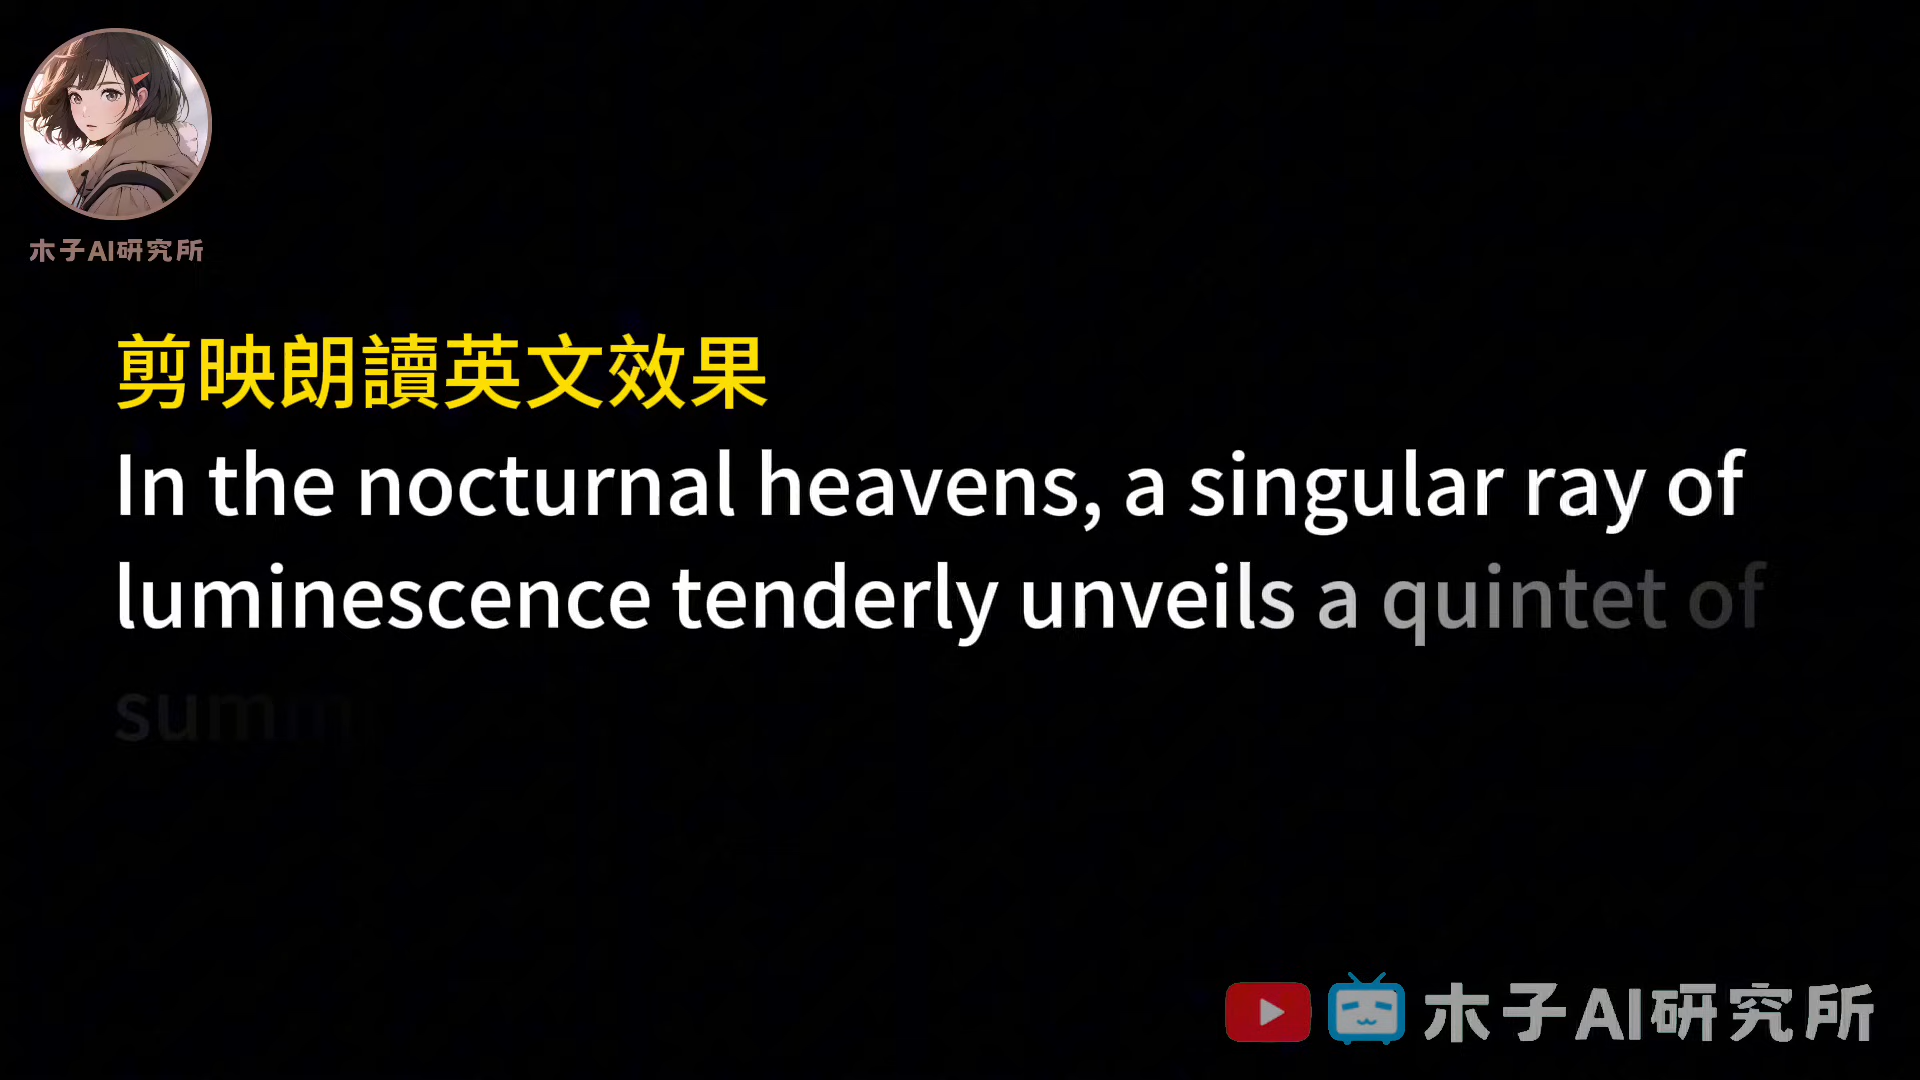 木子AI研究所
剪映朗讀英文效果
In the nocturnal heavens, a singular ray of
luminescence tenderly unveils a quintet of
木子AI研究所